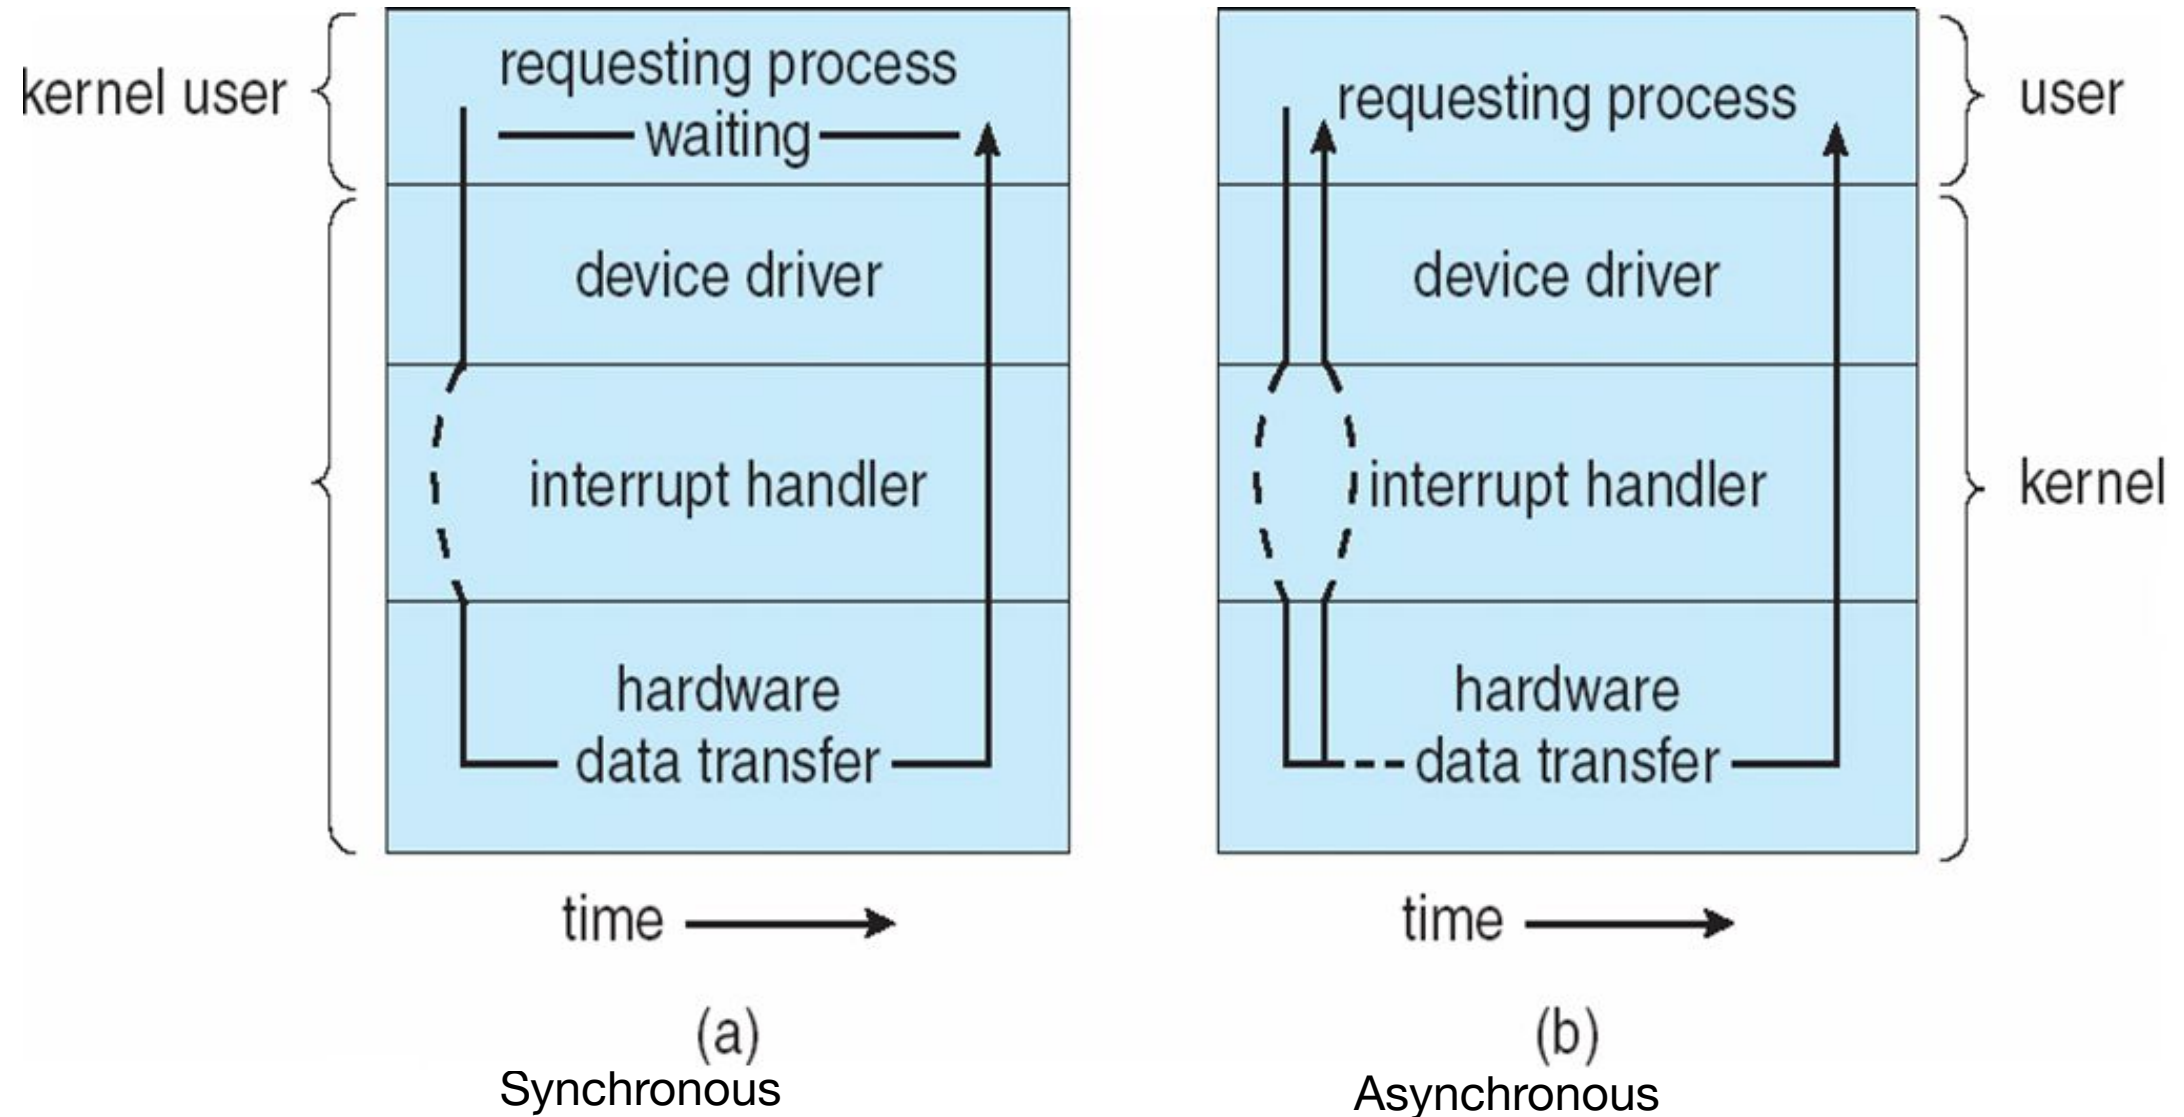 kernel user
requesting process
waiting
device driver
interrupt handler
hardware
data transfer
time
(a)
Synchronous
requesting process
user
device driver
interrupt handler
kernel
hardware
data transfer
time
(b)
Asynchronous